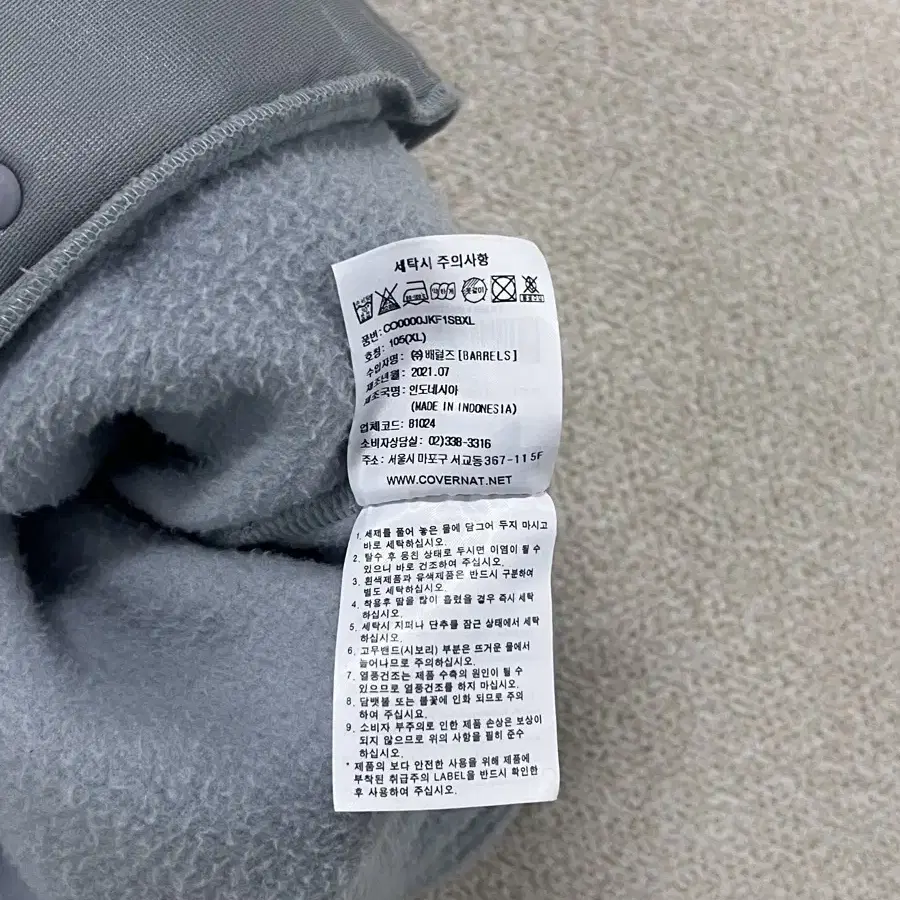 세탁시 주의사항
손세탁
약하게
옷걸이
품번: CO0000JKF1SBXL
호칭: 105(XL)
수입자명: ㈜배럴즈[BARRELS]
제조년월: 2021.07
제조국명: 인도네시아
(MADE IN INDONESIA)
업체코드: B1024
소비자상담실: 02)338-3316
주소: 서울시 마포구 서교동367-11 5F
WWW.COVERNAT.NET
1. 세제를 풀어 놓은 물에 담그어 두지 마시고
바로 세탁하십시오.
2. 탈수 후 뭉친 상태로 두시면 이염이 될 수
있으니 바로 건조하여 주십시오.
3. 흰색제품과 유색제품은 반드시 구분하여
별도 세탁하십시오.
4. 착용후 땀을 많이 흘렸을 경우 즉시 세탁
하십시오.
5. 세탁시 지퍼나 단추를 잠근 상태에서 세탁
하십시오.
6. 고무밴드(시보리) 부분은 뜨거운 물에서
늘어나므로 주의하십시오.
7. 열풍건조는 제품 수축의 원인이 될 수
있으므로 열풍건조를 하지 마십시오.
8. 담뱃불 또는 불꽃에 인화 되므로 주의
하여 주십시요.
9. 소비자 부주의로 인한 제품 손상은 보상이
되지 않으므로 위의 사항을 필히 준수
하십시오.
* 제품의 보다 안전한 사용을 위해 제품에
부착된 취급주의 LABEL을 반드시 확인한
후 사용하여 주십시오.